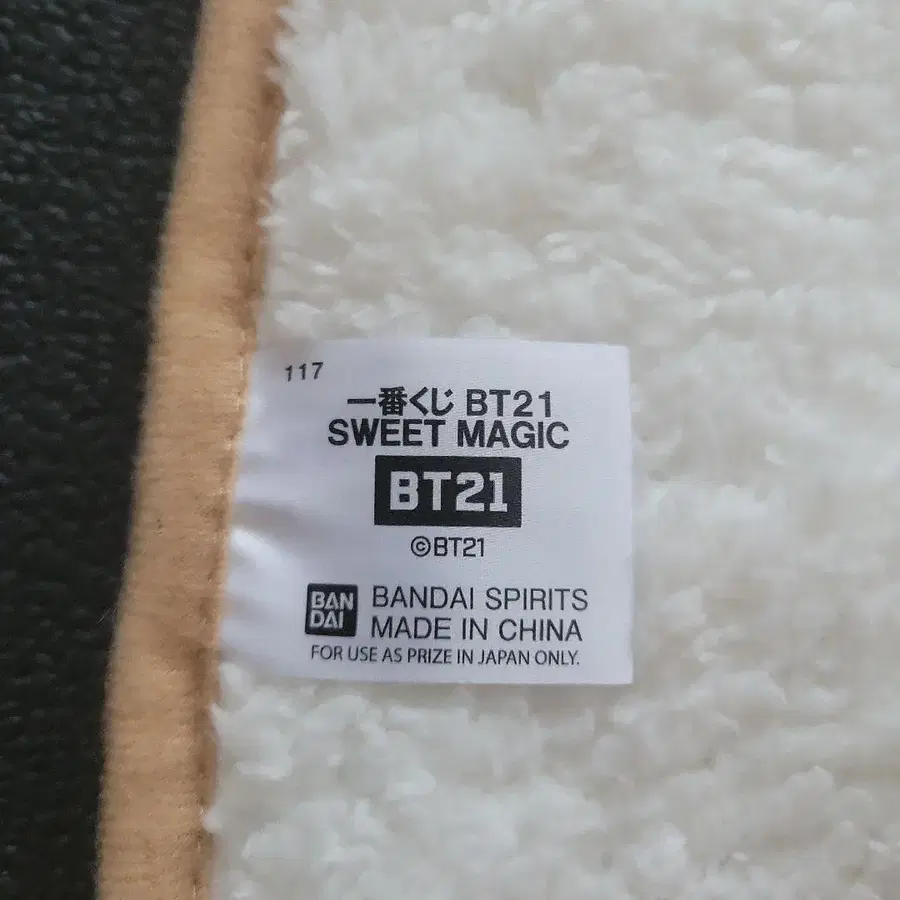 117
一番くじ BT21
SWEET MAGIC
BT21
©BT21
BAN
DAI
BANDAI SPIRITS
MADE IN CHINA
FOR USE AS PRIZE IN JAPAN ONLY.